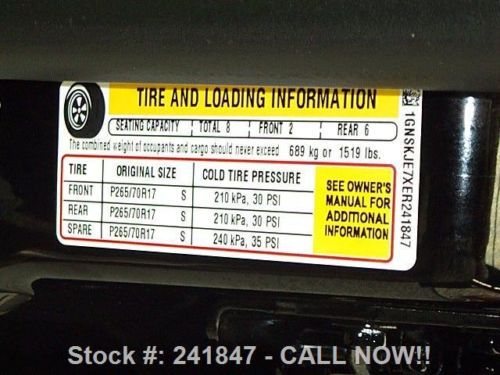 TIRE AND LOADING INFORMATION
SEATING CAPACITY TOTAL 8 FRONT 2 REAR 6
The combined weight of occupants and cargo should never exceed 689 kg or 1519 lbs.
TIRE ORIGINAL SIZE COLD TIRE PRESSURE
FRONT P265/70R17 S 210 kPa, 30 PSI
REAR P265/70R17 S 210 kPa, 30 PSI
SPARE P265/70R17 S 240 kPa, 35 PSI
SEE OWNER'S
MANUAL FOR
ADDITIONAL
INFORMATION
1GNSKJE7XER241847
Stock #: 241847 - CALL NOW!!